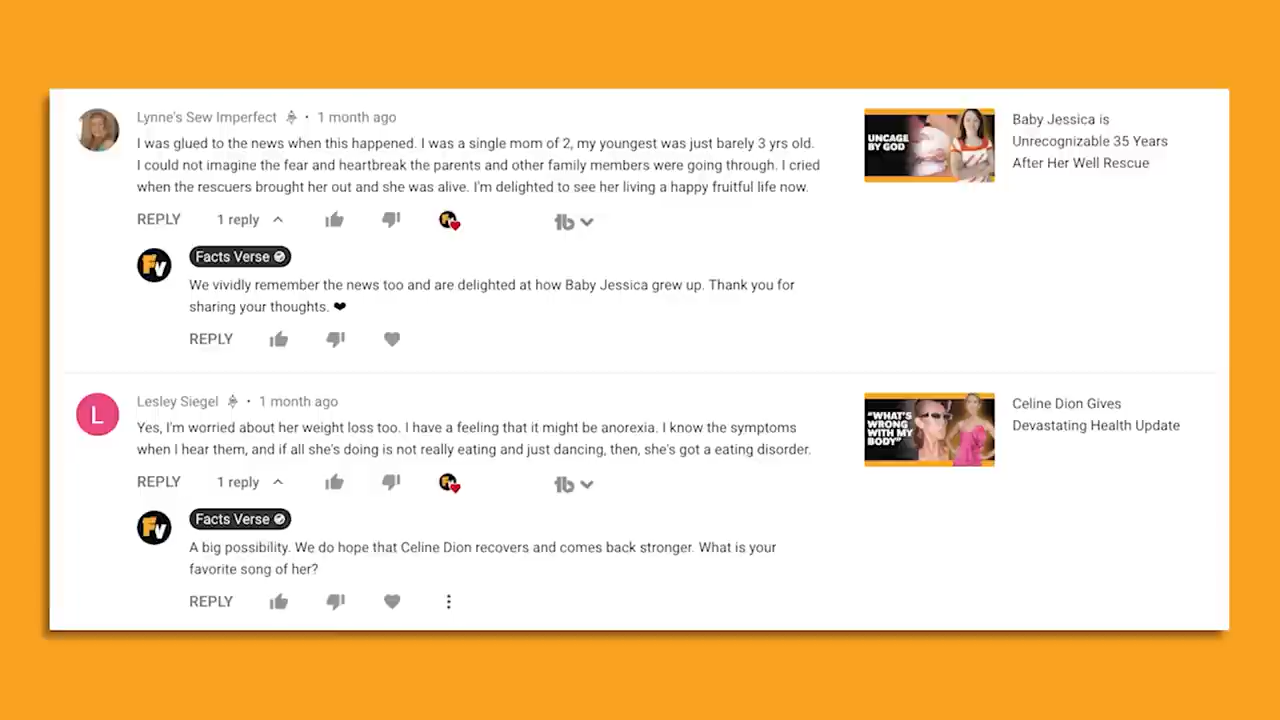 Lynne's Sew Imperfect · 1 month ago
I was glued to the news when this happened. I was a single mom of 2, my youngest was just barely 3 yrs old.
I could not imagine the fear and heartbreak the parents and other family members were going through. I cried
when the rescuers brought her out and she was alive. I'm delighted to see her living a happy fruitful life now.
REPLY 1 reply
UNCAGE
BY GOD
Baby Jessica is
Unrecognizable 35 Years
After Her Well Rescue
FV
Facts Verse
We vividly remember the news too and are delighted at how Baby Jessica grew up. Thank you for
sharing your thoughts. ❤
REPLY
L
Lesley Siegel · 1 month ago
Yes, I'm worried about her weight loss too. I have a feeling that it might be anorexia. I know the symptoms
when I hear them, and if all she's doing is not really eating and just dancing, then, she's got a eating disorder.
REPLY 1 reply
"WHAT'S
WRONG
WITH MY
BODY"
Celine Dion Gives
Devastating Health Update
FV
Facts Verse
A big possibility. We do hope that Celine Dion recovers and comes back stronger. What is your
favorite song of her?
REPLY